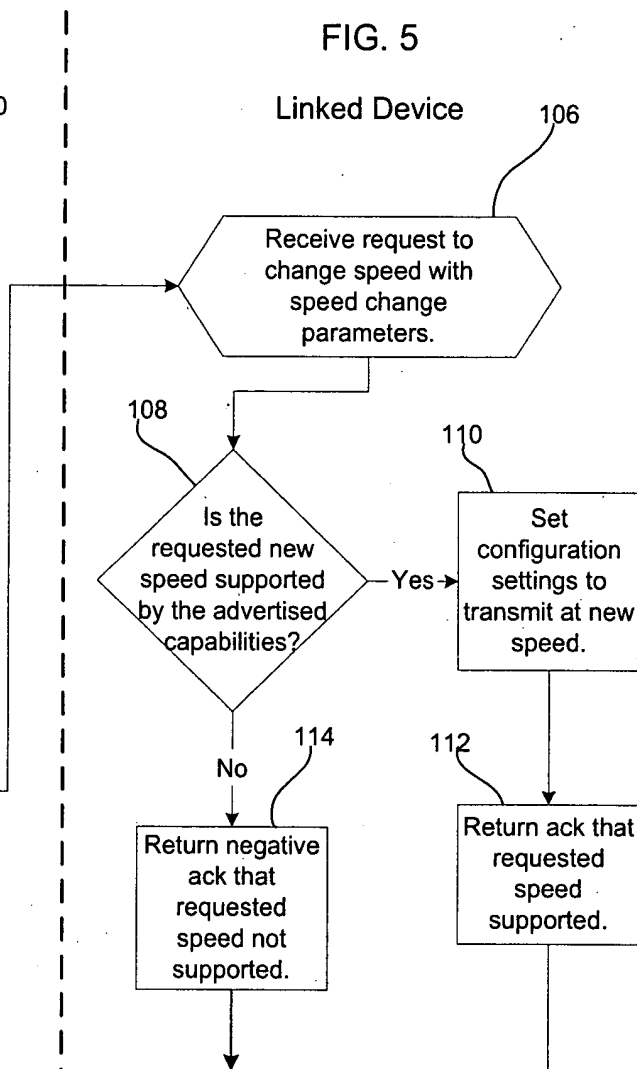 FIG. 5
Linked Device
0
106
Receive request to
change speed with
speed change
parameters.
108
Is the
requested new
speed supported
by the advertised
capabilities?
Yes
110
Set
configuration
settings to
transmit at new
speed.
No
114
Return negative
ack that
requested
speed not
supported.
112
Return ack that
requested
speed
supported.